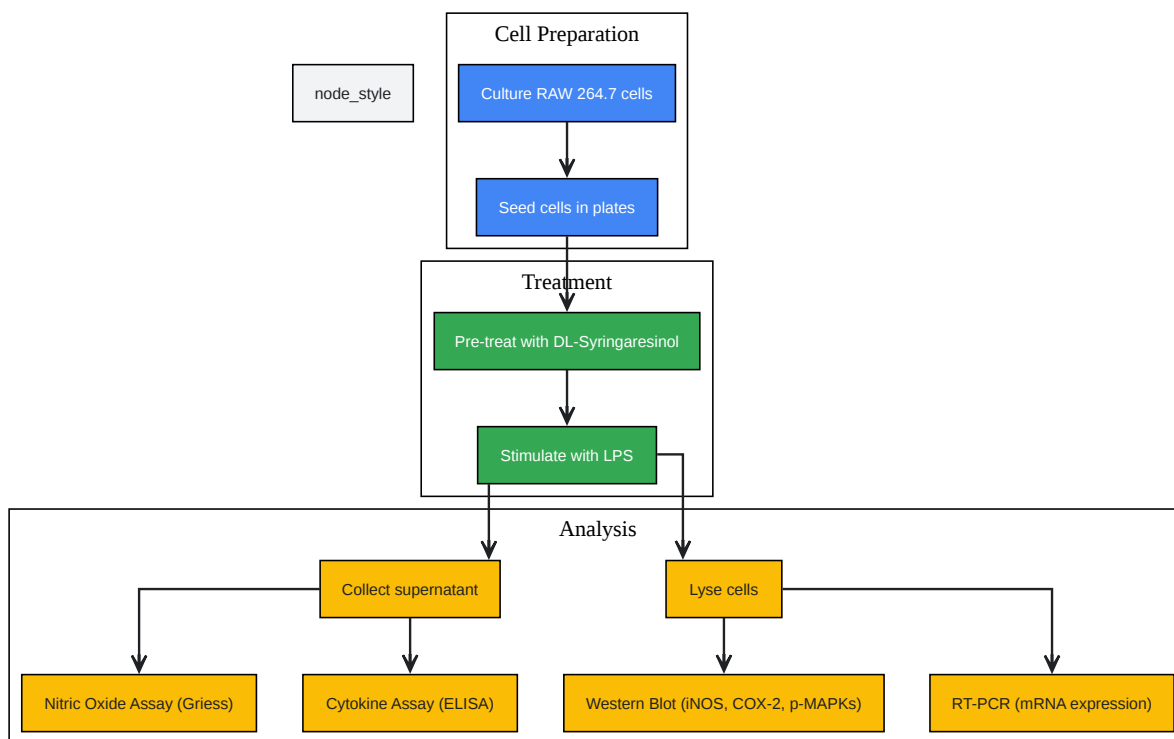 Cell Preparation
node_style
Culture RAW 264.7 cells
Seed cells in plates
Treatment
Pre-treat with DL-Syringaresinol
Stimulate with LPS
Analysis
Collect supernatant
Lyse cells
Nitric Oxide Assay (Griess)
Cytokine Assay (ELISA)
Western Blot (iNOS, COX-2, p-MAPKs)
RT-PCR (mRNA expression)